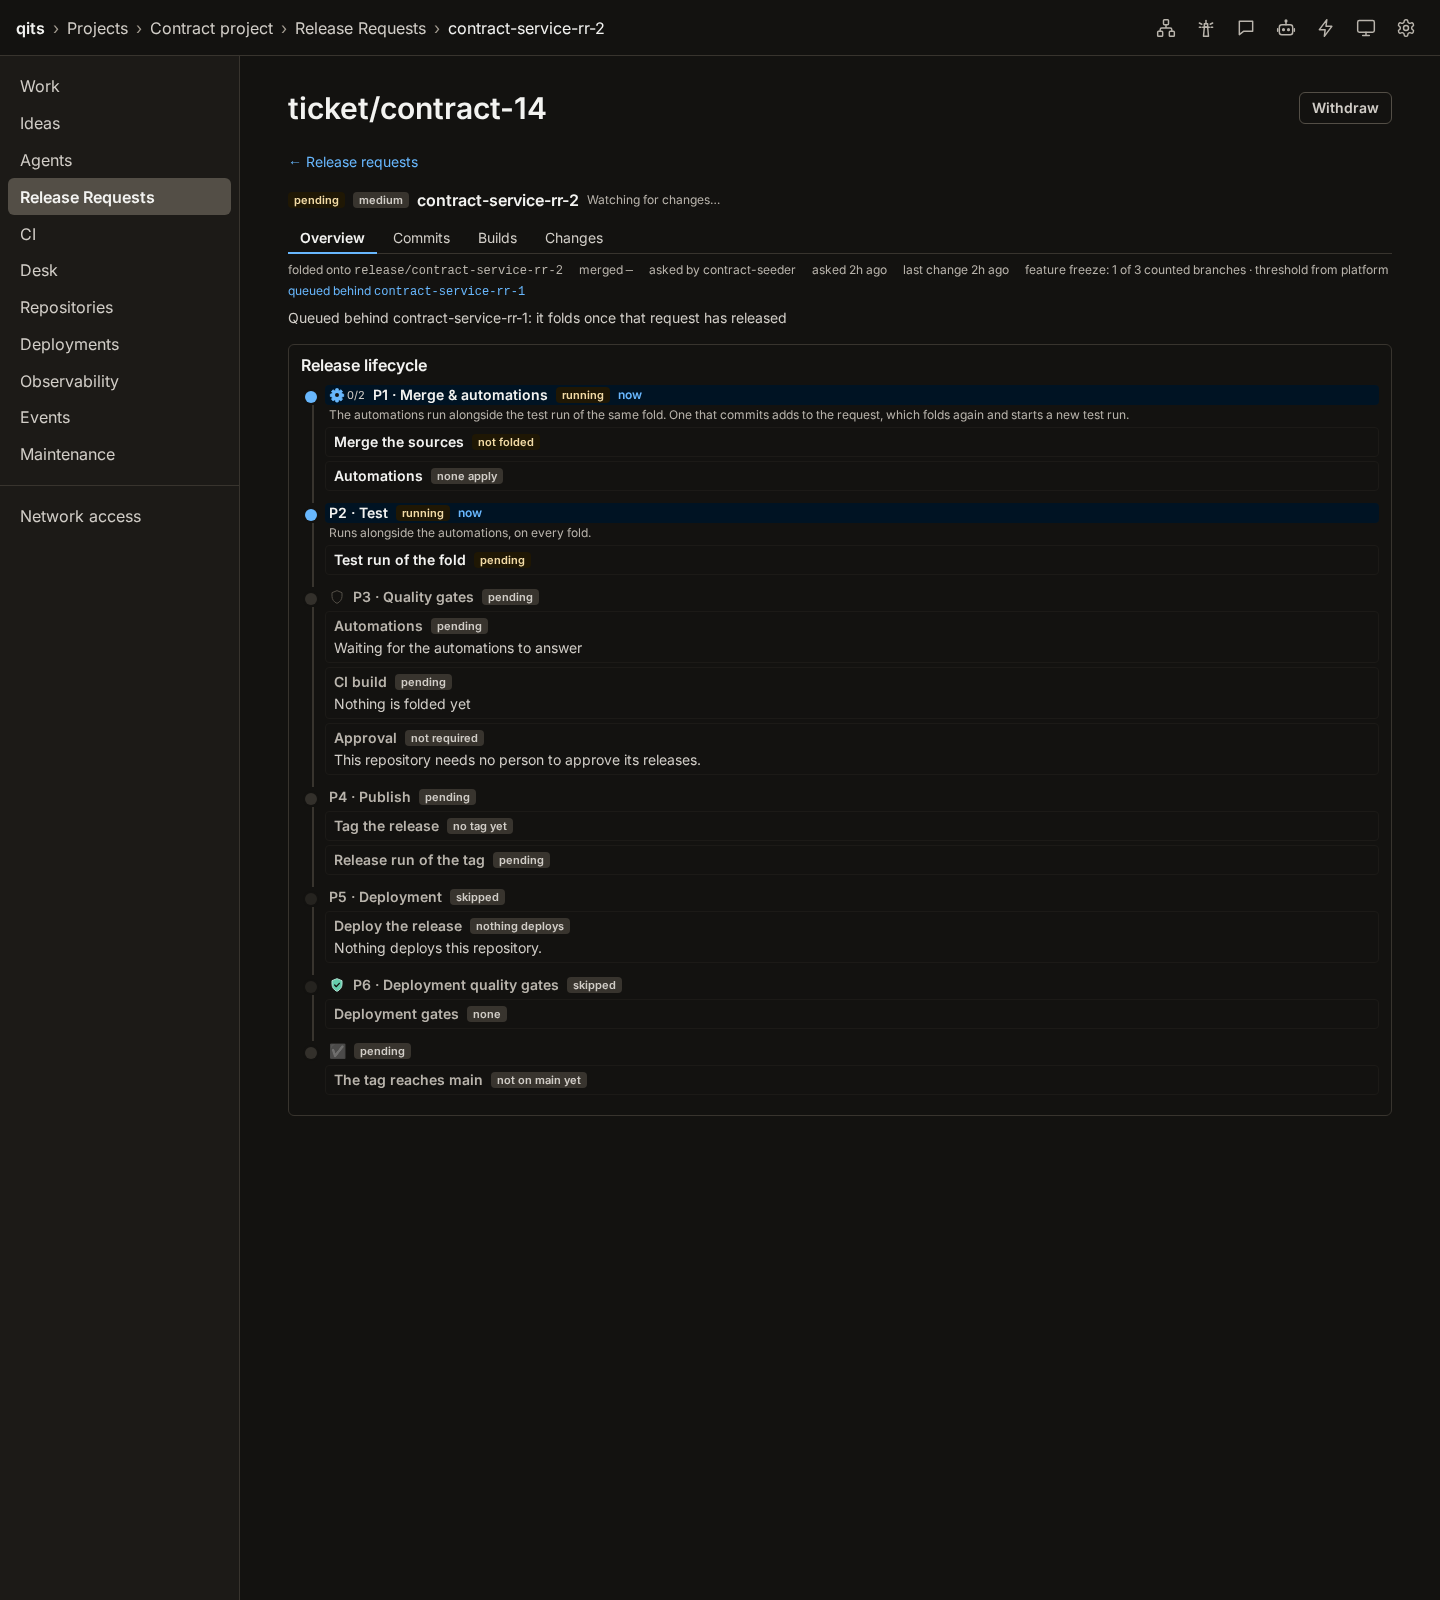 qits › Projects › Contract project › Release Requests › contract-service-rr-2
Work
Ideas
Agents
Release Requests
CI
Desk
Repositories
Deployments
Observability
Events
Maintenance
Network access
ticket/contract-14
Withdraw
← Release requests
pending medium contract-service-rr-2 Watching for changes...
Overview Commits Builds Changes
folded onto release/contract-service-rr-2 merged — asked by contract-seeder asked 2h ago last change 2h ago feature freeze: 1 of 3 counted branches · threshold from platform
queued behind contract-service-rr-1
Queued behind contract-service-rr-1: it folds once that request has released
Release lifecycle
0/2 P1 · Merge & automations running now
The automations run alongside the test run of the same fold. One that commits adds to the request, which folds again and starts a new test run.
Merge the sources not folded
Automations none apply
P2 · Test running now
Runs alongside the automations, on every fold.
Test run of the fold pending
P3 · Quality gates pending
Automations pending
Waiting for the automations to answer
CI build pending
Nothing is folded yet
Approval not required
This repository needs no person to approve its releases.
P4 · Publish pending
Tag the release no tag yet
Release run of the tag pending
P5 · Deployment skipped
Deploy the release nothing deploys
Nothing deploys this repository.
P6 · Deployment quality gates skipped
Deployment gates none
pending
The tag reaches main not on main yet